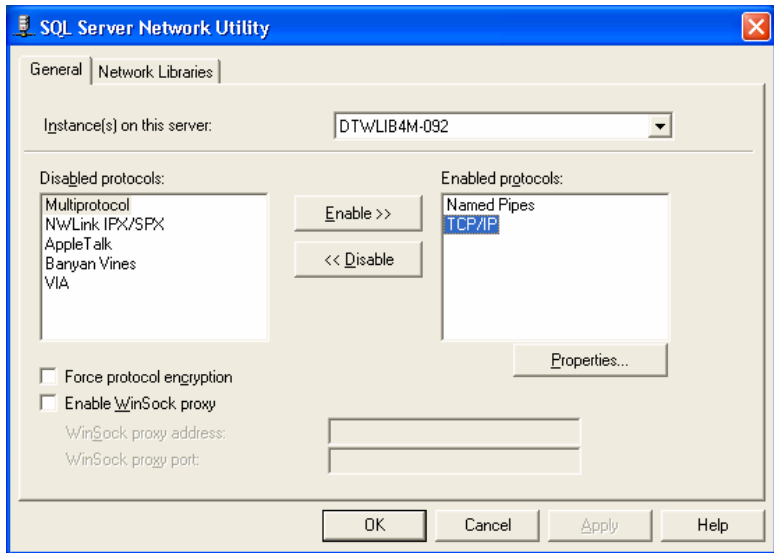 SQL Server Network Utility
General
Network Libraries
Instance(s) on this server:
DTWLIB4M-092
Disabled protocols:
Multiprotocol
NWLink IPX/SPX
AppleTalk
Banyan Vines
VIA
Enable >>
<< Disable
Enabled protocols:
Named Pipes
TCP/IP
Properties...
Force protocol encryption
Enable WinSock proxy
WinSock proxy address:
WinSock proxy port:
OK
Cancel
Apply
Help